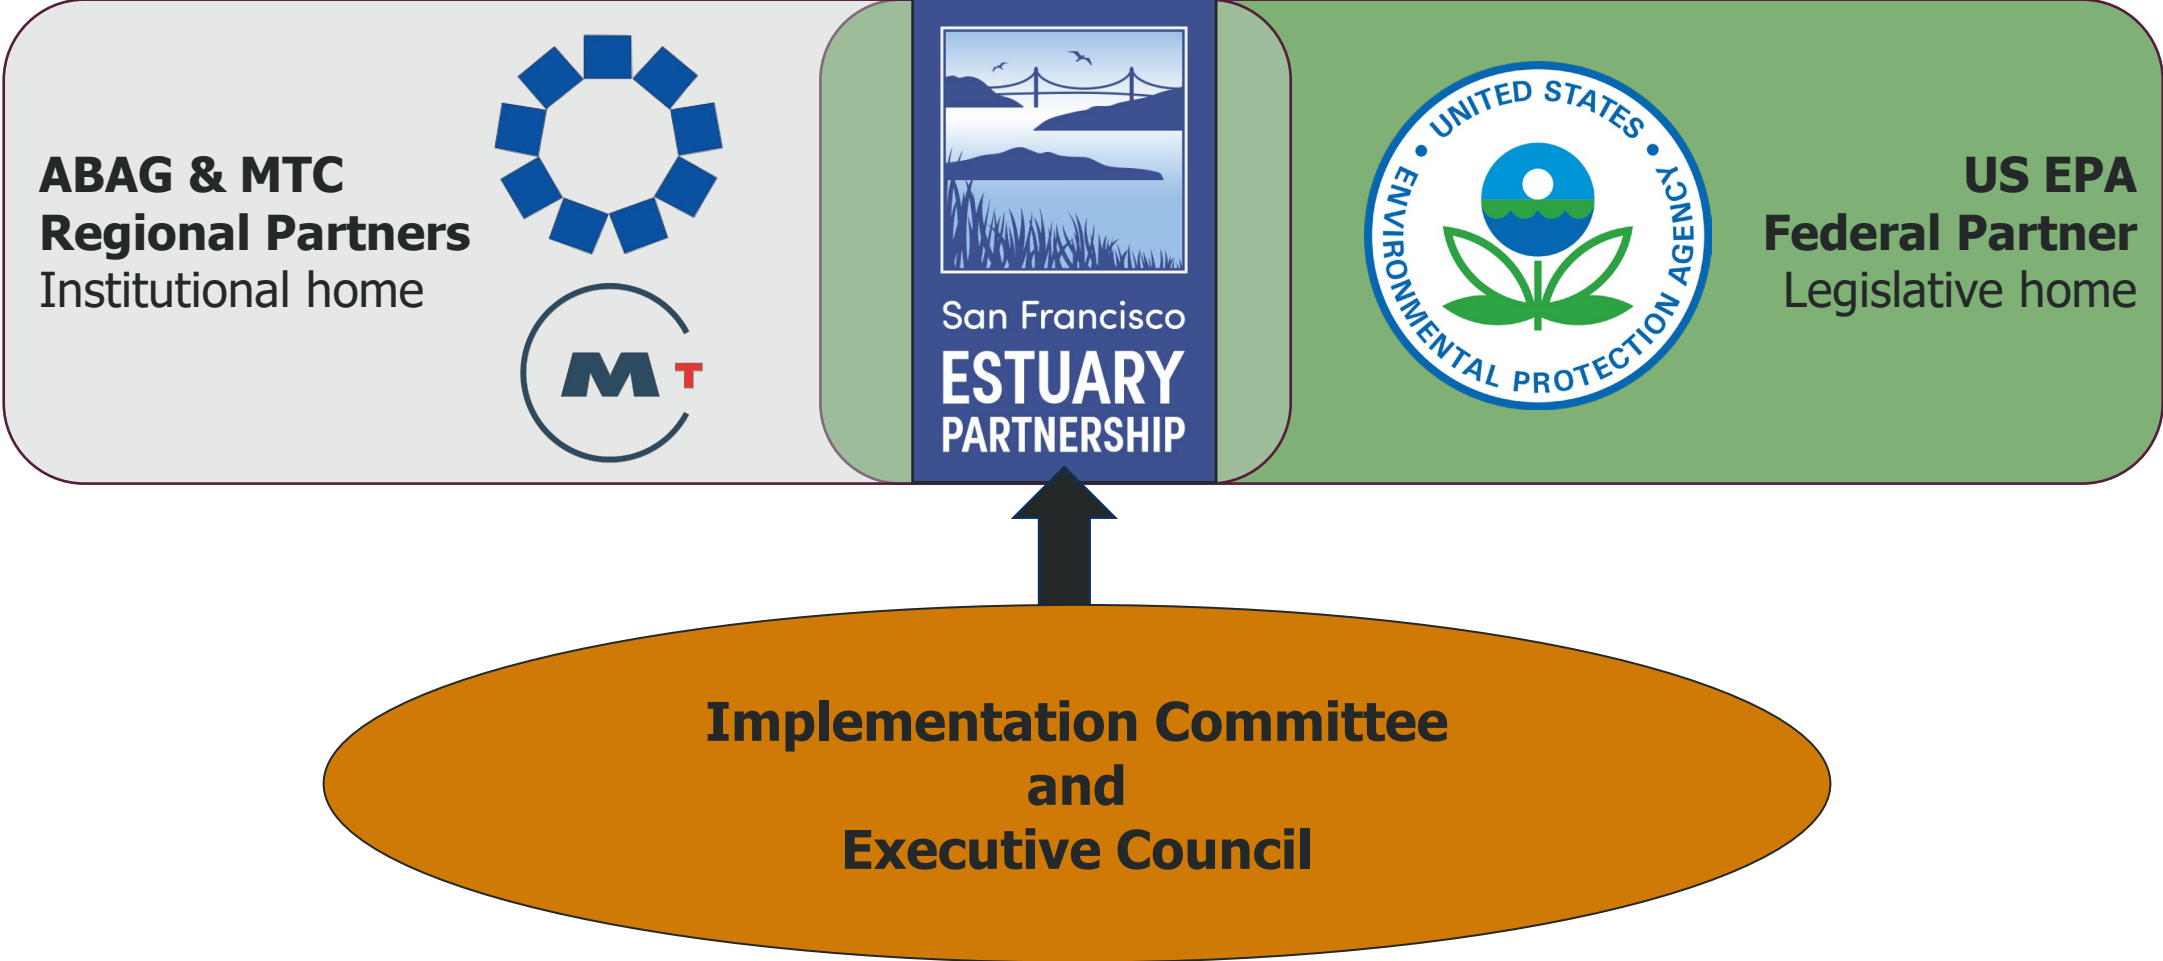 ABAG & MTC
Regional Partners
Institutional home
M T
San Francisco
ESTUARY
PARTNERSHIP
• UNITED STATES •
ENVIRONMENTAL PROTECTION AGENCY
US EPA
Federal Partner
Legislative home
Implementation Committee
and
Executive Council